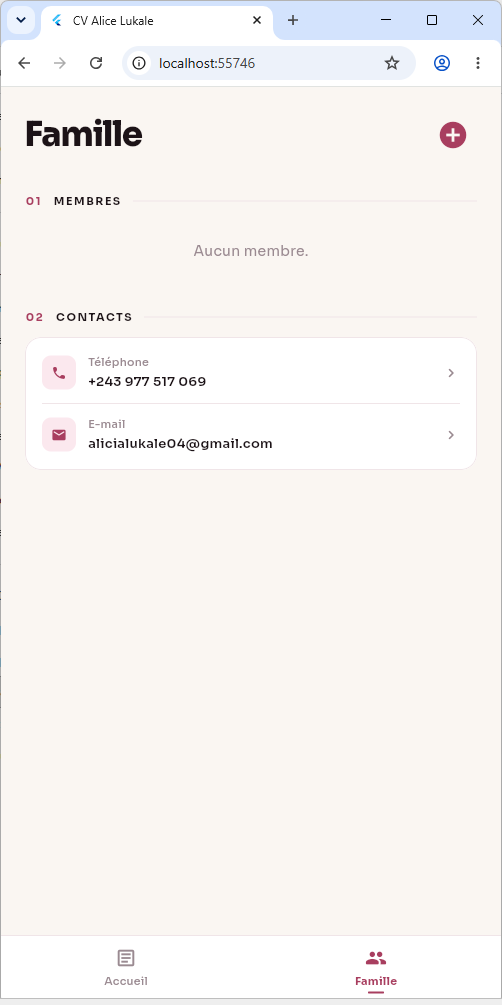 CV Alice Lukale
localhost:55746
Famille
01 MEMBRES
Aucun membre.
02 CONTACTS
Téléphone
+243 977 517 069
E-mail
alicialukale04@gmail.com
Accueil
Famille